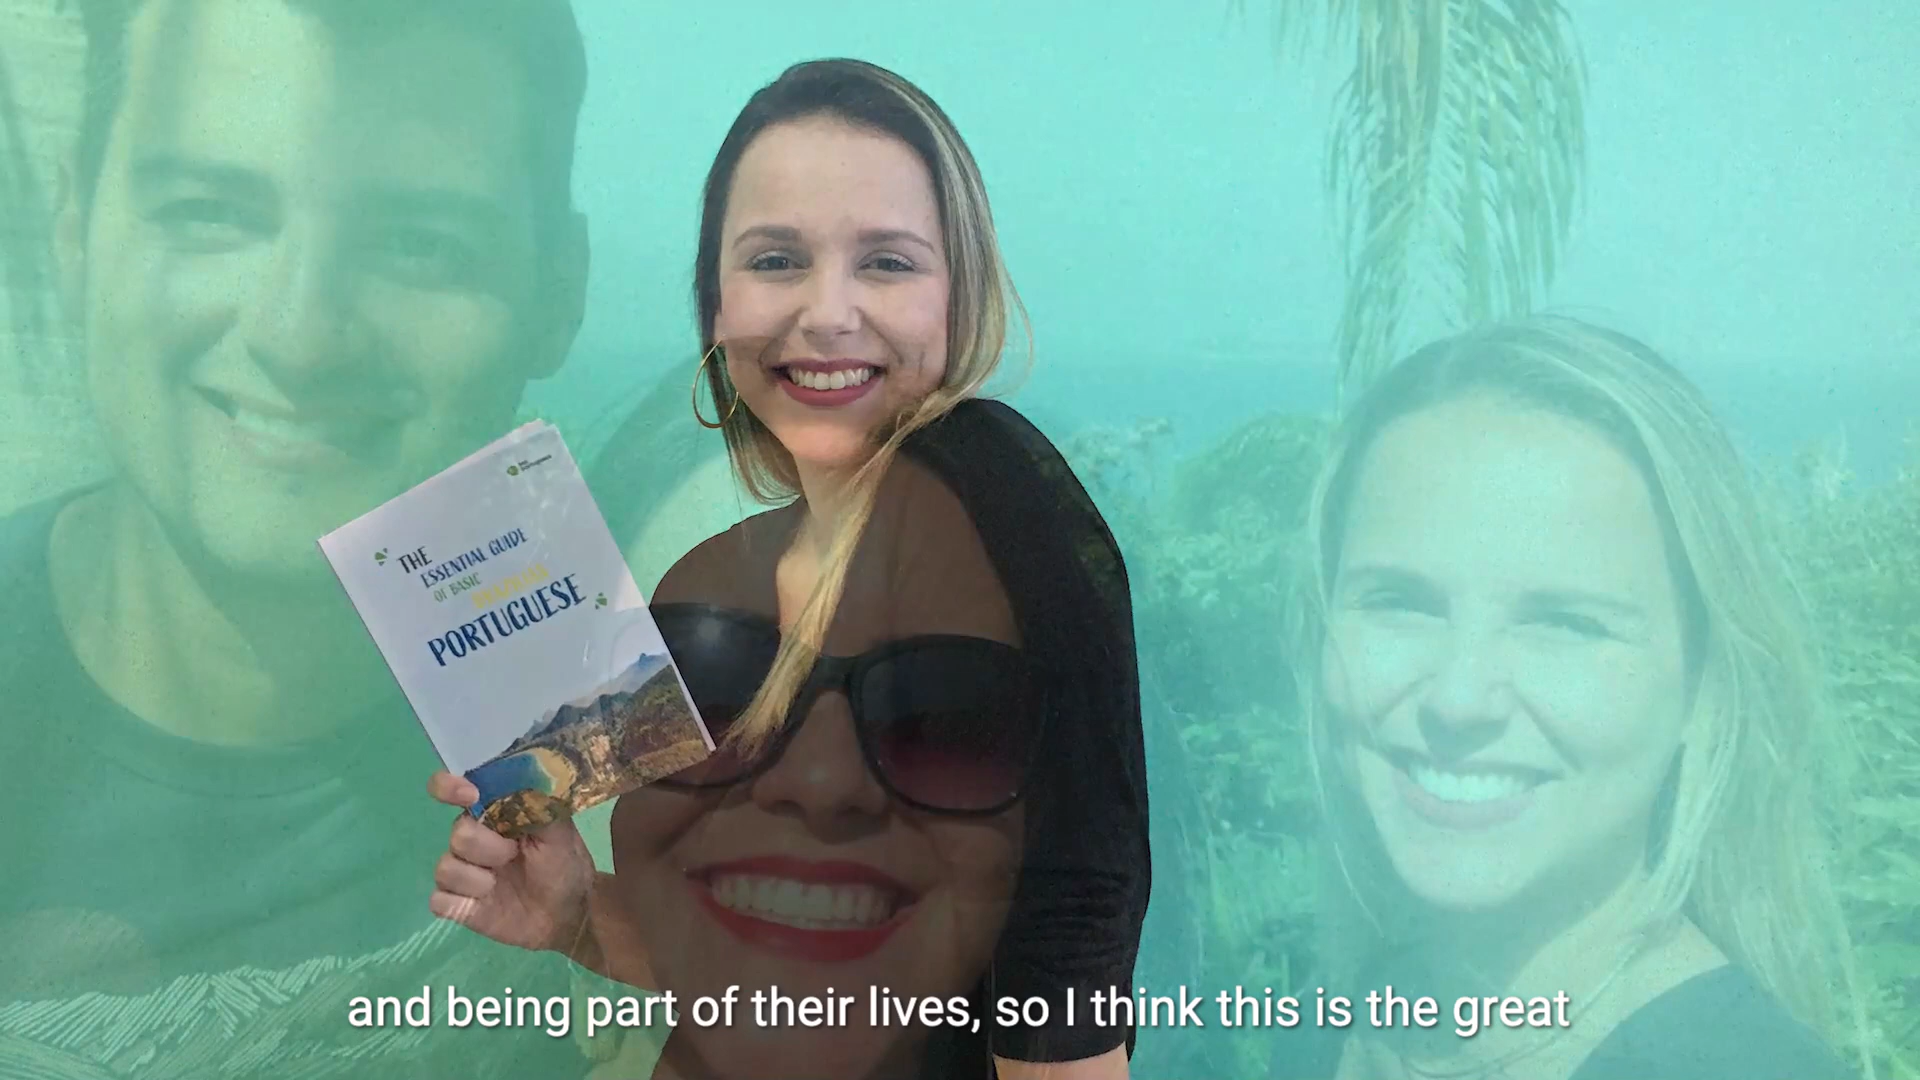 THE
ESSENTIAL GUIDE
OF BASIC
PORTUGUESE
and being part of their lives, so I think this is the great